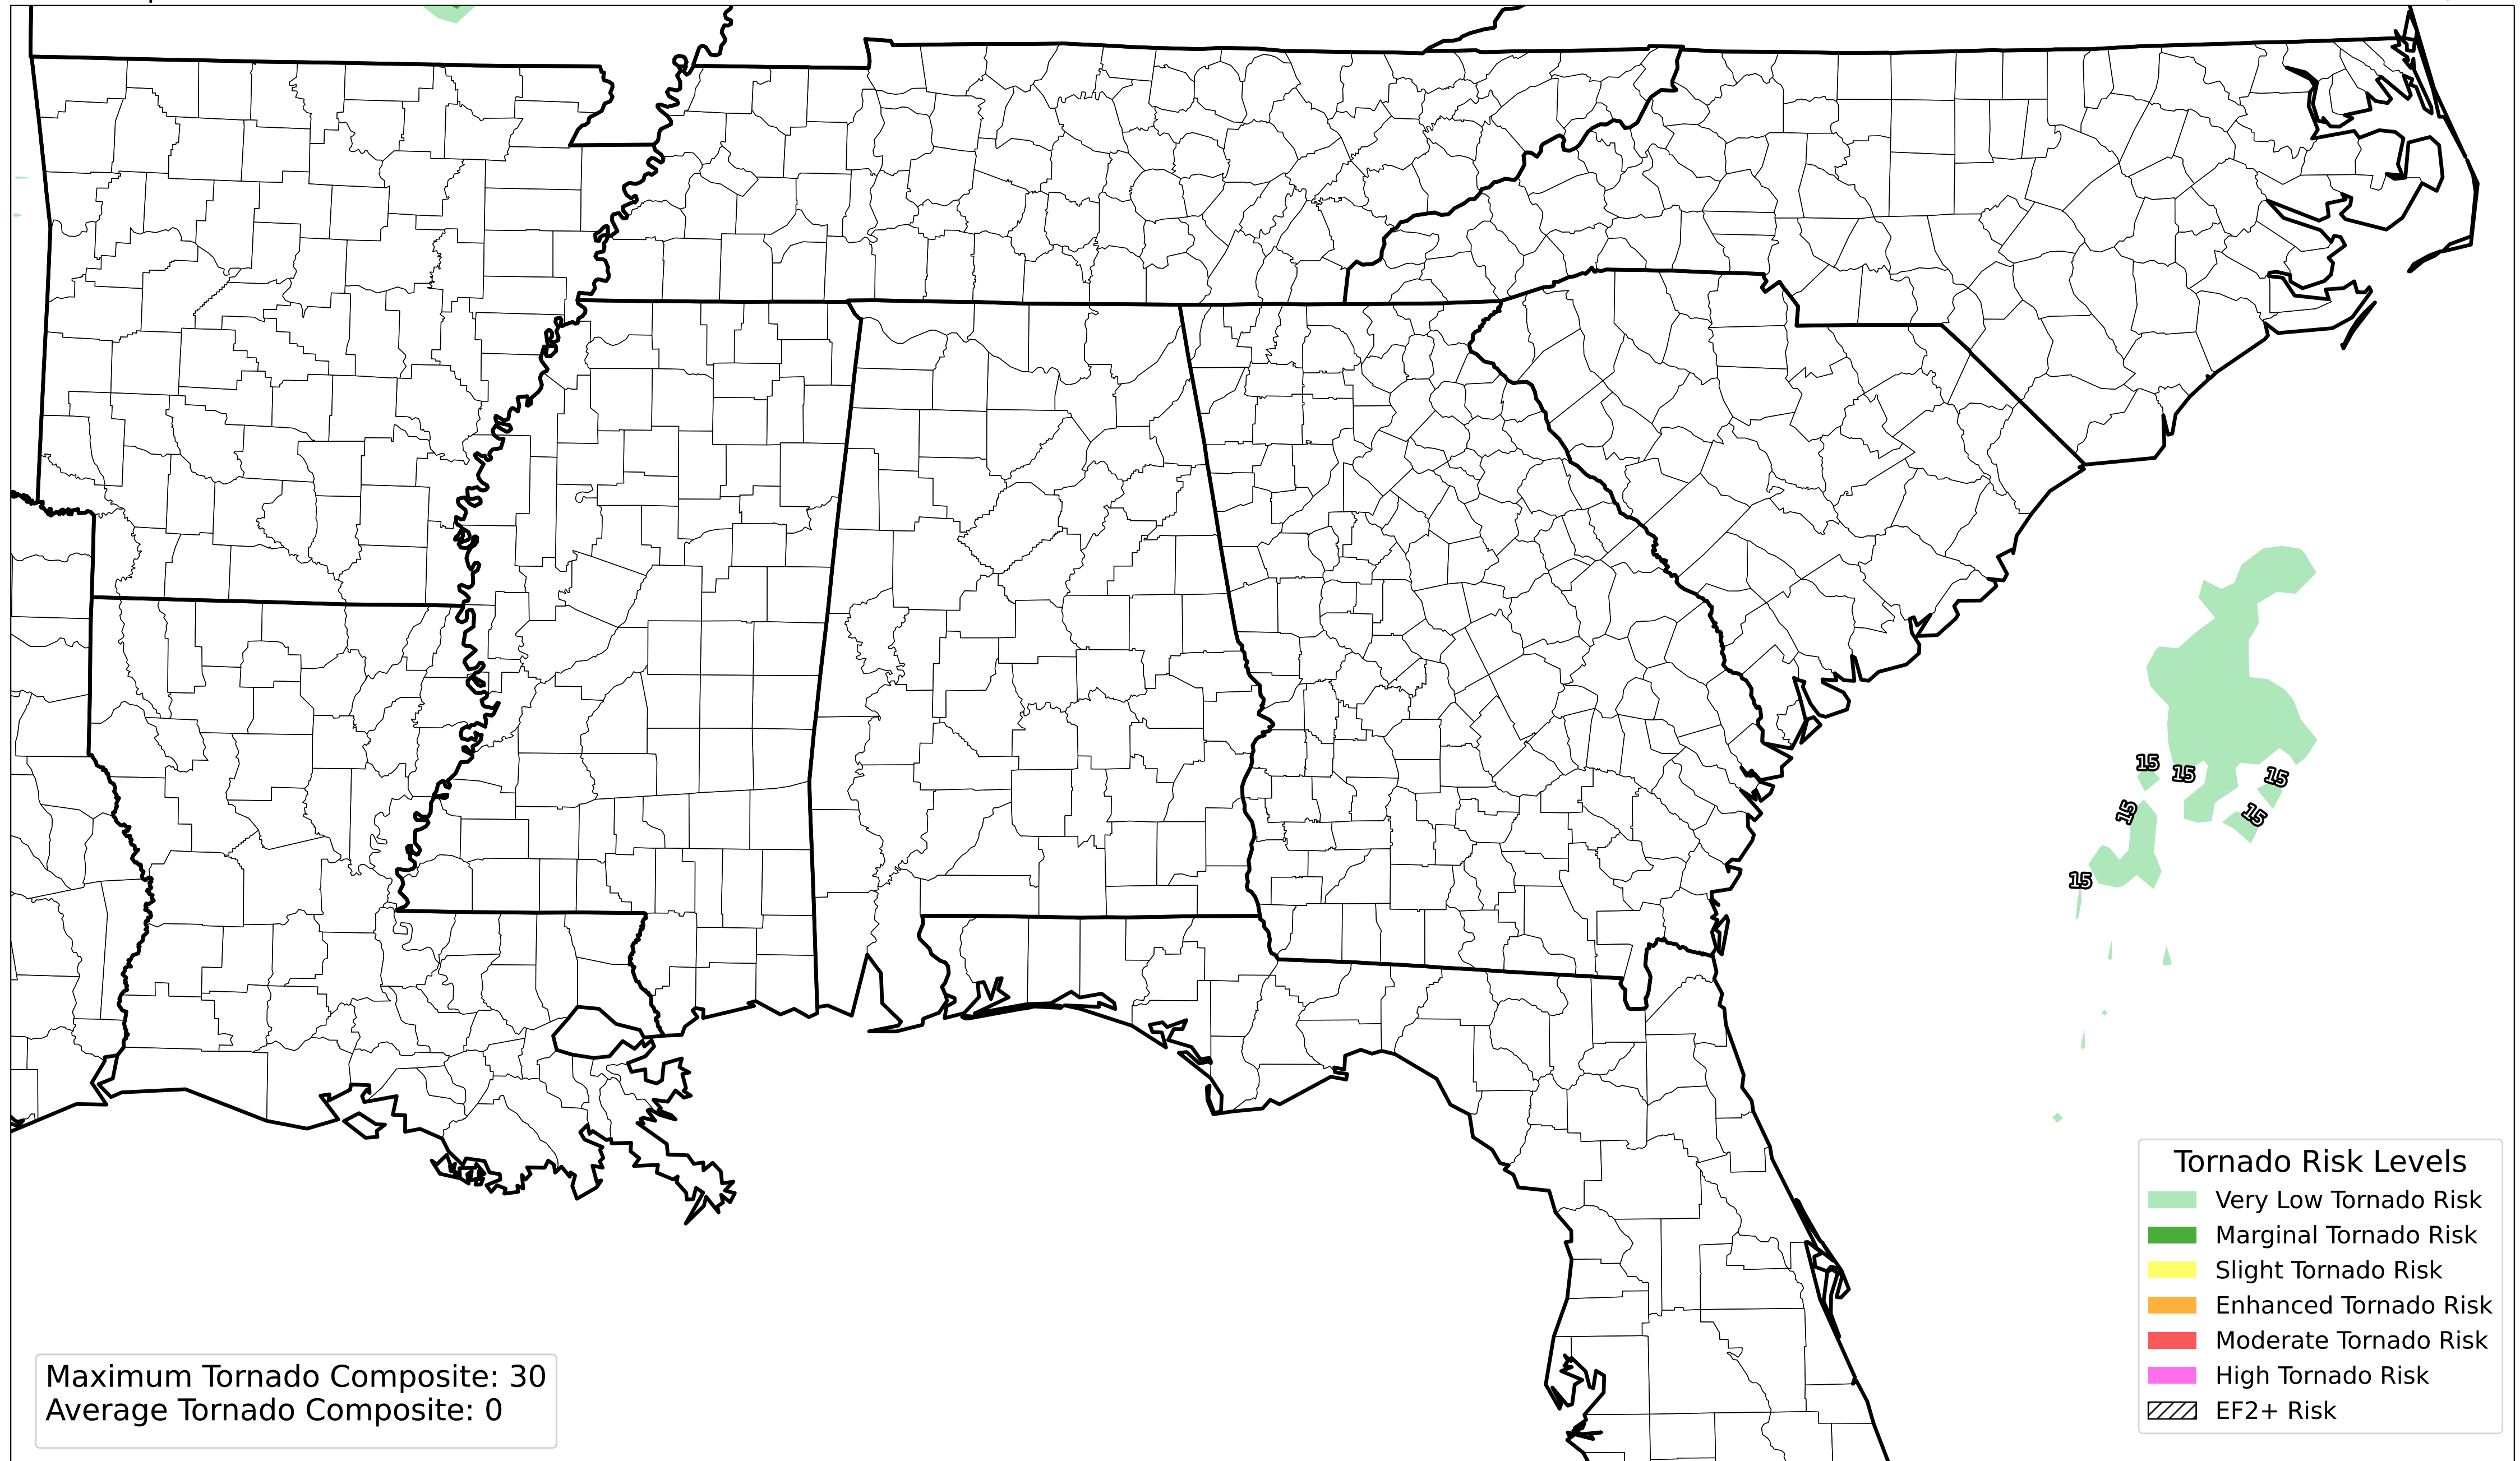 15
15
15
15
15
15
Tornado Risk Levels
Very Low Tornado Risk
Marginal Tornado Risk
Slight Tornado Risk
Enhanced Tornado Risk
Moderate Tornado Risk
High Tornado Risk
EF2+ Risk
Maximum Tornado Composite: 30
Average Tornado Composite: 0